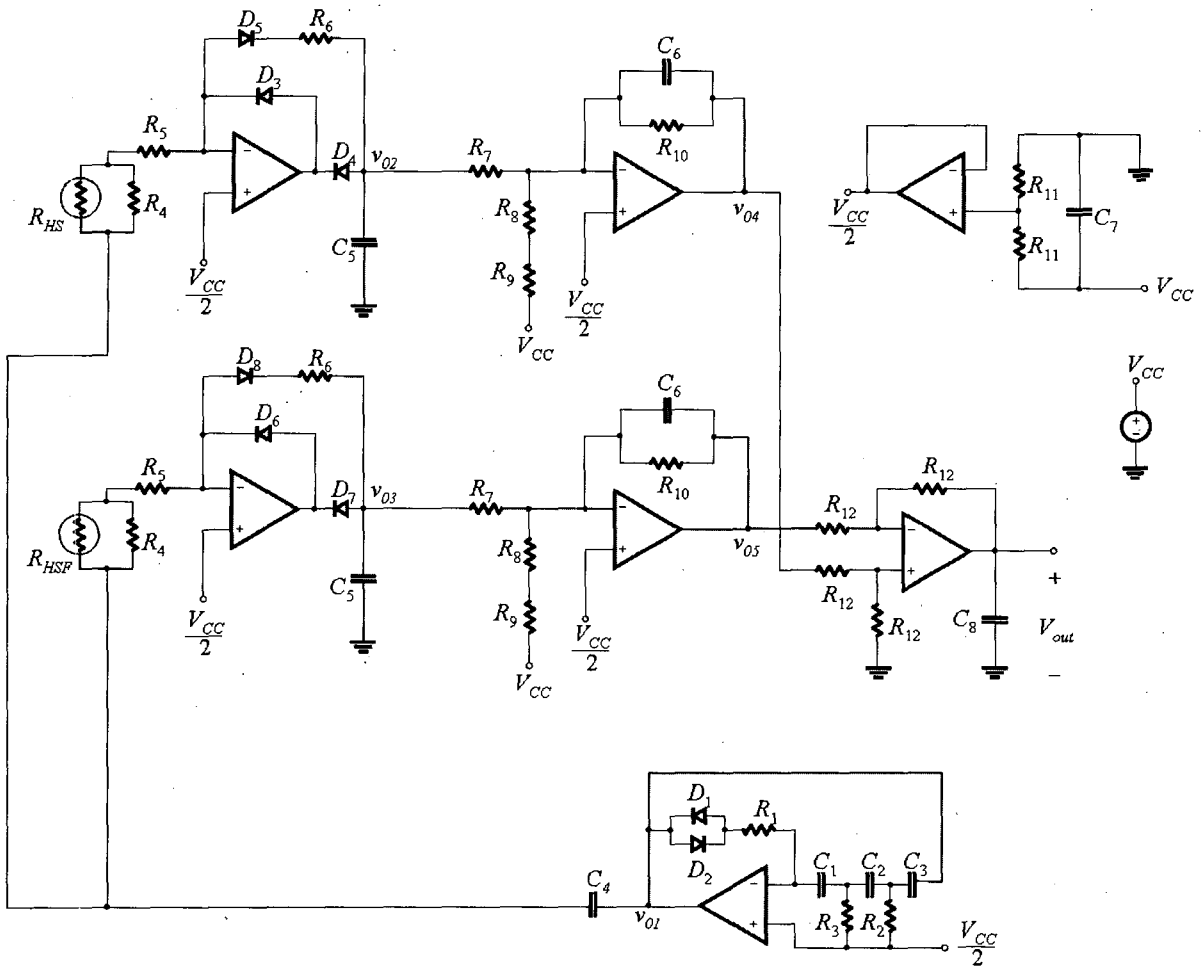 D5 R6
C6
D3
R5
R7
R10
D4 v02
− + − +
R11
R11
C7
RHS R4
R8
v04
VCC/2
C5
R9
VCC/2
VCC/2
VCC
VCC
D8 R6
C6
VCC
D6
R5
R7
R10
R12
D7 v03
v05
R12
− + − + − +
RHSF R4
R8
R12
R12
C5
C8
Vout
+
−
R9
VCC/2
VCC/2
VCC
D1 R1
D2
C1 C2 C3
C4
v01
− +
R3 R2
VCC/2